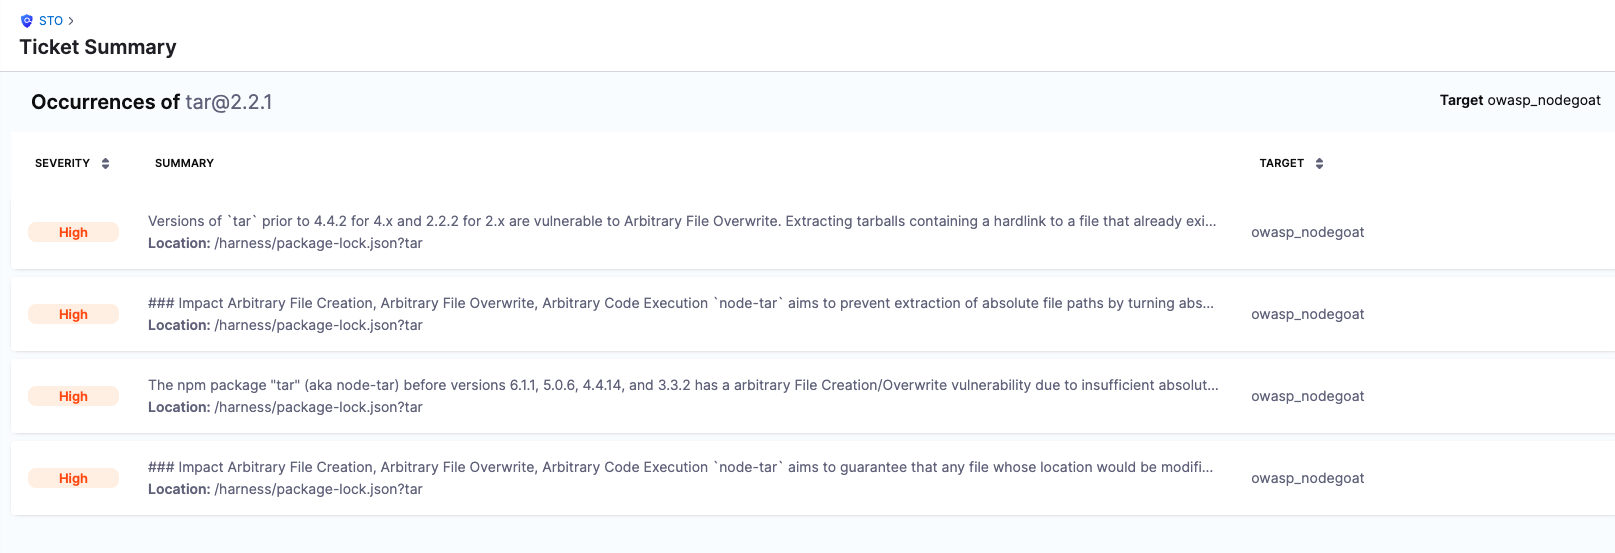 STO >
Ticket Summary
Occurrences of tar@2.2.1
Target owasp_nodegoat
SEVERITY SUMMARY TARGET
High
Versions of `tar` prior to 4.4.2 for 4.x and 2.2.2 for 2.x are vulnerable to Arbitrary File Overwrite. Extracting tarballs containing a hardlink to a file that already exi...
Location: /harness/package-lock.json?tar
owasp_nodegoat
High
### Impact Arbitrary File Creation, Arbitrary File Overwrite, Arbitrary Code Execution `node-tar` aims to prevent extraction of absolute file paths by turning abs...
Location: /harness/package-lock.json?tar
owasp_nodegoat
High
The npm package "tar" (aka node-tar) before versions 6.1.1, 5.0.6, 4.4.14, and 3.3.2 has a arbitrary File Creation/Overwrite vulnerability due to insufficient absolut...
Location: /harness/package-lock.json?tar
owasp_nodegoat
High
### Impact Arbitrary File Creation, Arbitrary File Overwrite, Arbitrary Code Execution `node-tar` aims to guarantee that any file whose location would be modifi...
Location: /harness/package-lock.json?tar
owasp_nodegoat